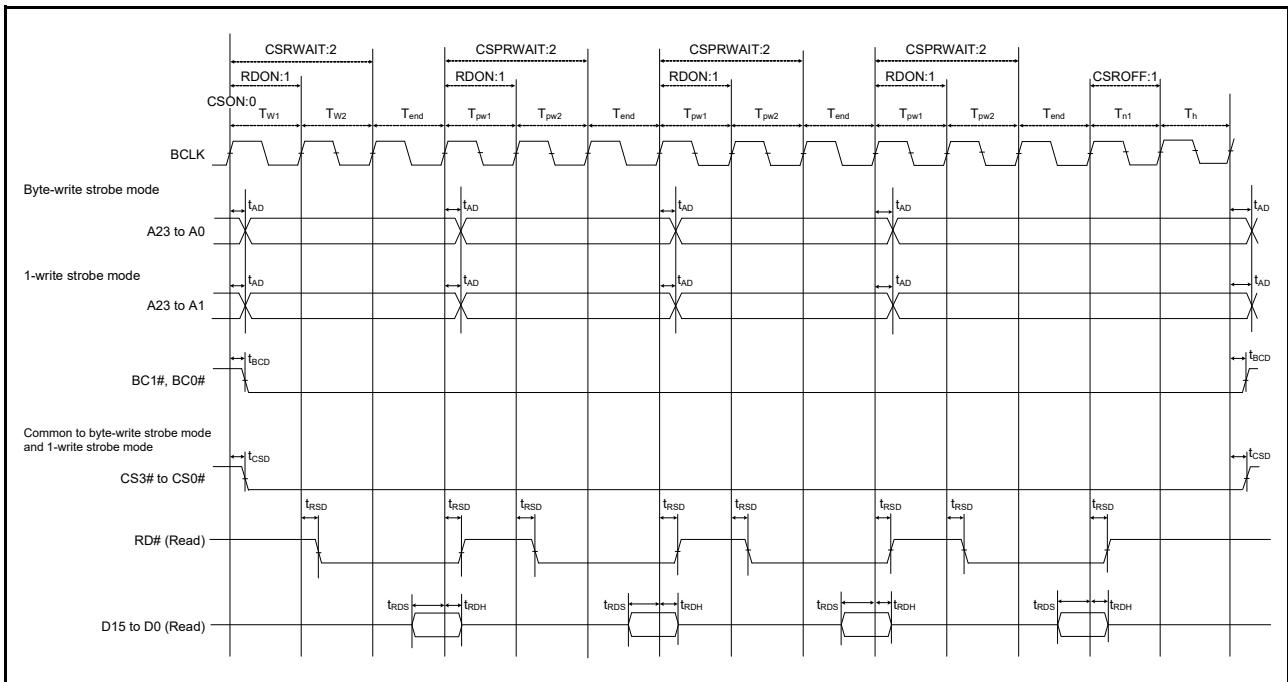 CSRWAIT:2 CSPRWAIT:2 CSPRWAIT:2 CSPRWAIT:2
RDON:1 RDON:1 RDON:1 RDON:1 CSROFF:1
CSON:0
TW1 TW2 Tend Tpw1 Tpw2 Tend Tpw1 Tpw2 Tend Tpw1 Tpw2 Tend Tn1 Th
BCLK
Byte-write strobe mode
tAD tAD tAD tAD tAD
A23 to A0
1-write strobe mode
tAD tAD tAD tAD tAD
A23 to A1
tBCD tBCD
BC1#, BC0#
Common to byte-write strobe mode
and 1-write strobe mode
tCSD tCSD
CS3# to CS0#
tRSD tRSD tRSD tRSD tRSD tRSD tRSD tRSD
RD# (Read)
tRDS tRDH tRDS tRDH tRDS tRDH tRDS tRDH
D15 to D0 (Read)